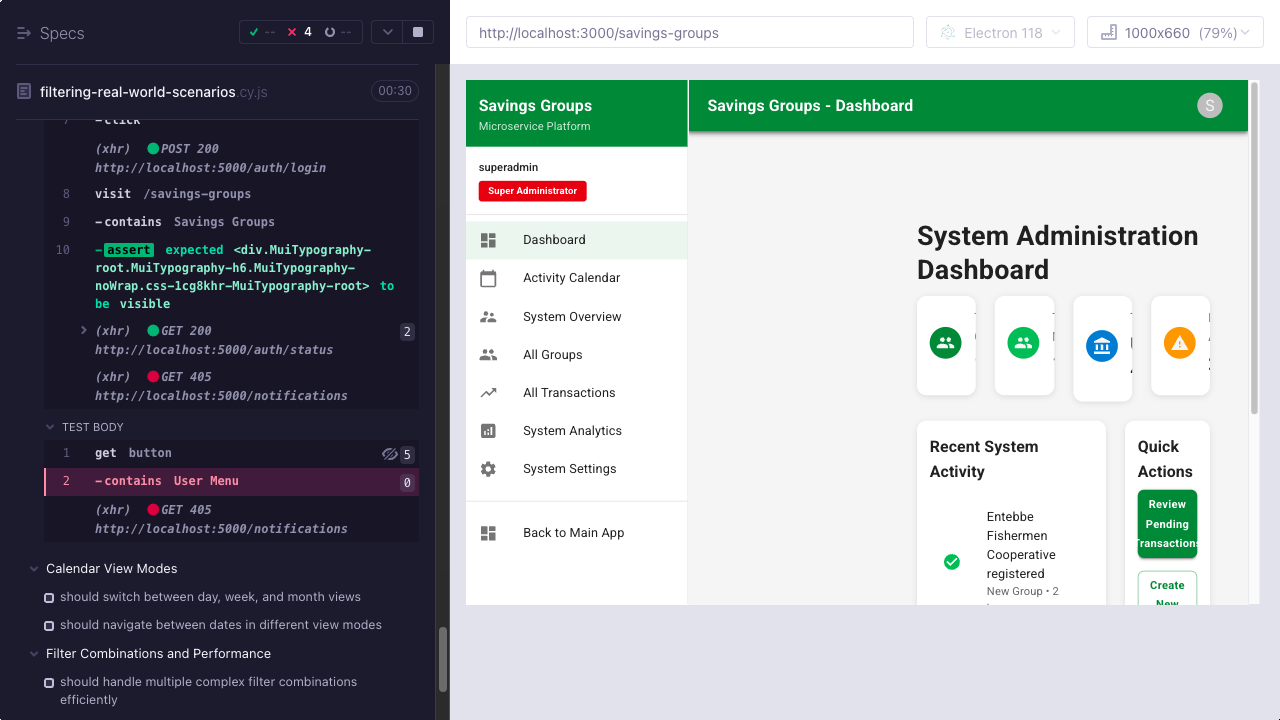 Specs
-- 4 --
filtering-real-world-scenarios.cy.js
00:30
7 -click
(xhr) POST 200
http://localhost:5000/auth/login
8 visit /savings-groups
9 -contains Savings Groups
10 -assert expected <div.MuiTypography-
root.MuiTypography-h6.MuiTypography-
noWrap.css-1cg8khr-MuiTypography-root> to
be visible
(xhr) GET 200 2
http://localhost:5000/auth/status
(xhr) GET 405
http://localhost:5000/notifications
TEST BODY
1 get button 5
2 -contains User Menu 0
(xhr) GET 405
http://localhost:5000/notifications
Calendar View Modes
should switch between day, week, and month views
should navigate between dates in different view modes
Filter Combinations and Performance
should handle multiple complex filter combinations
efficiently
http://localhost:3000/savings-groups
Electron 118
1000x660 (79%)
Savings Groups
Microservice Platform
superadmin
Super Administrator
Dashboard
Activity Calendar
System Overview
All Groups
All Transactions
System Analytics
System Settings
Back to Main App
Savings Groups - Dashboard
S
System Administration
Dashboard
Recent System
Activity
Entebbe
Fishermen
Cooperative
registered
New Group • 2
Quick
Actions
Review
Pending
Transactions
Create
New